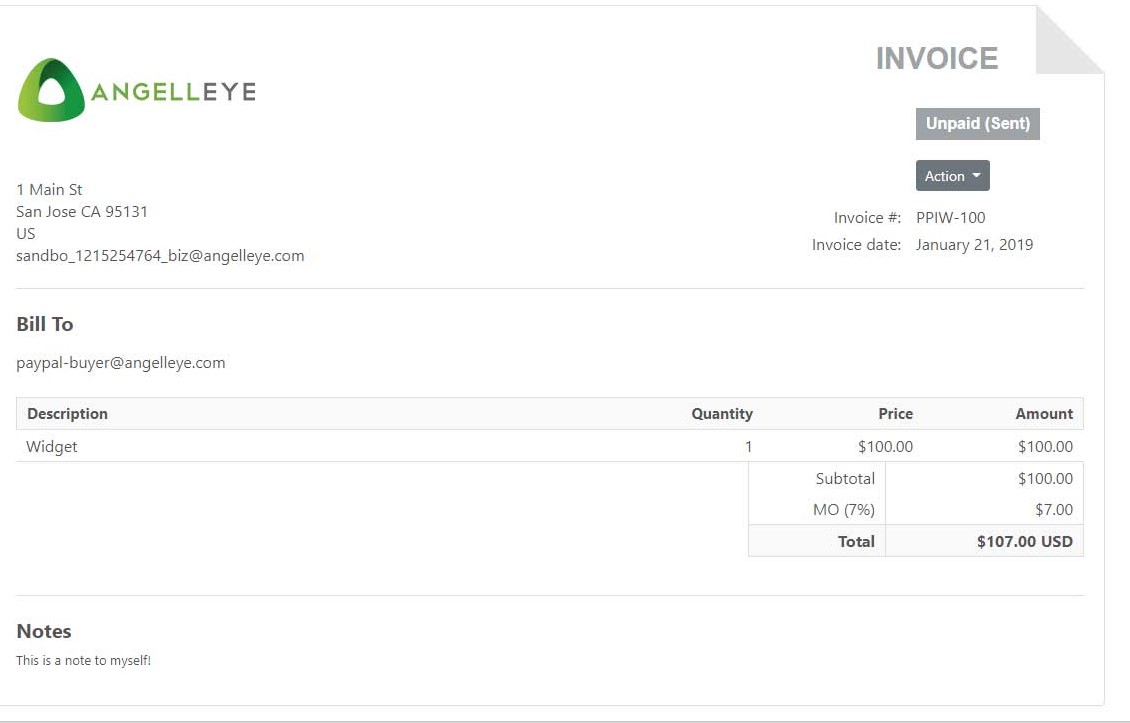 INVOICE
ANGELLEYE
Unpaid (Sent)
Action
1 Main St
San Jose CA 95131
US
sandbo_1215254764_biz@angelleye.com
Invoice #: PPIW-100
Invoice date: January 21, 2019
Bill To
paypal-buyer@angelleye.com
Description Quantity Price Amount
Widget 1 $100.00 $100.00
Subtotal $100.00
MO (7%) $7.00
Total $107.00 USD
Notes
This is a note to myself!